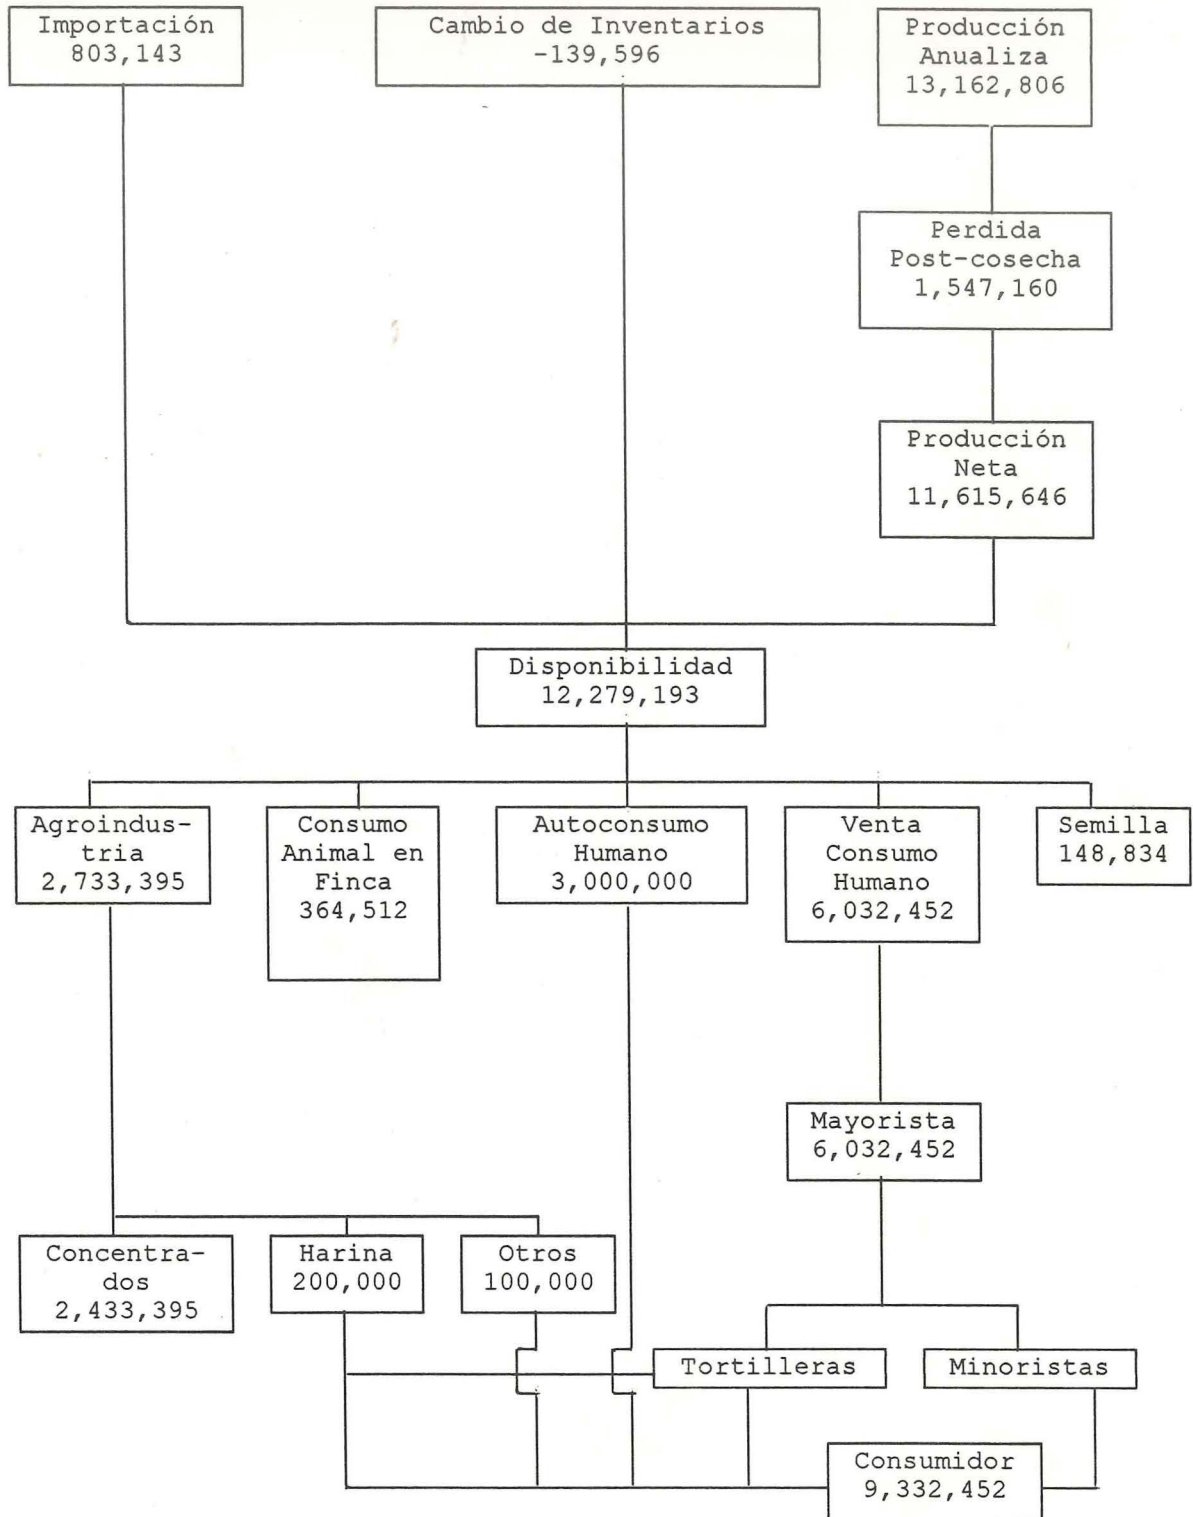 Importación
803,143
Cambio de Inventarios
-139,596
Producción
Anualiza
13,162,806
Perdida
Post-cosecha
1,547,160
Producción
Neta
11,615,646
Disponibilidad
12,279,193
Agroindus-
tria
2,733,395
Consumo
Animal en
Finca
364,512
Autoconsumo
Humano
3,000,000
Venta
Consumo
Humano
6,032,452
Semilla
148,834
Mayorista
6,032,452
Concentra-
dos
2,433,395
Harina
200,000
Otros
100,000
Tortilleras
Minoristas
Consumidor
9,332,452